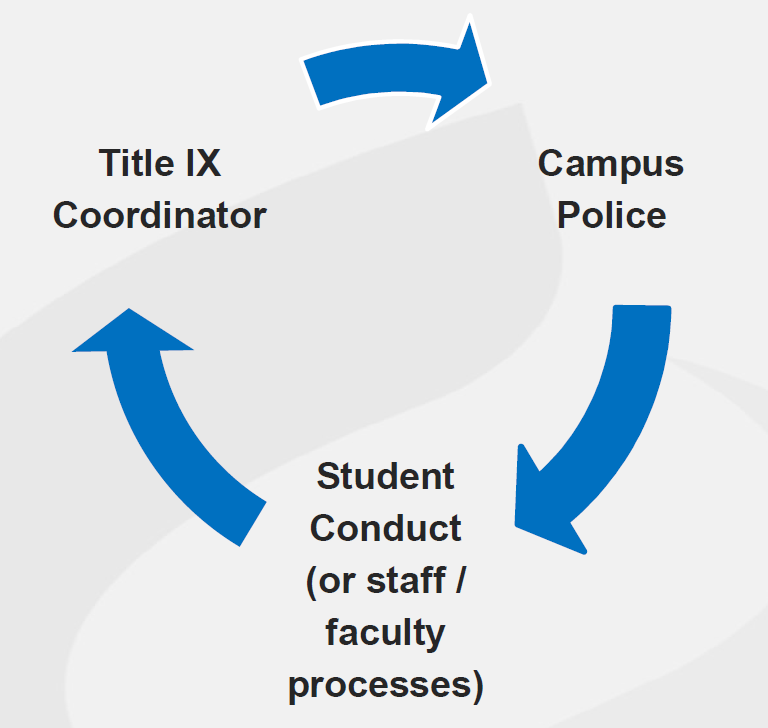 Title IX
Coordinator
Campus
Police
Student
Conduct
(or staff /
faculty
processes)